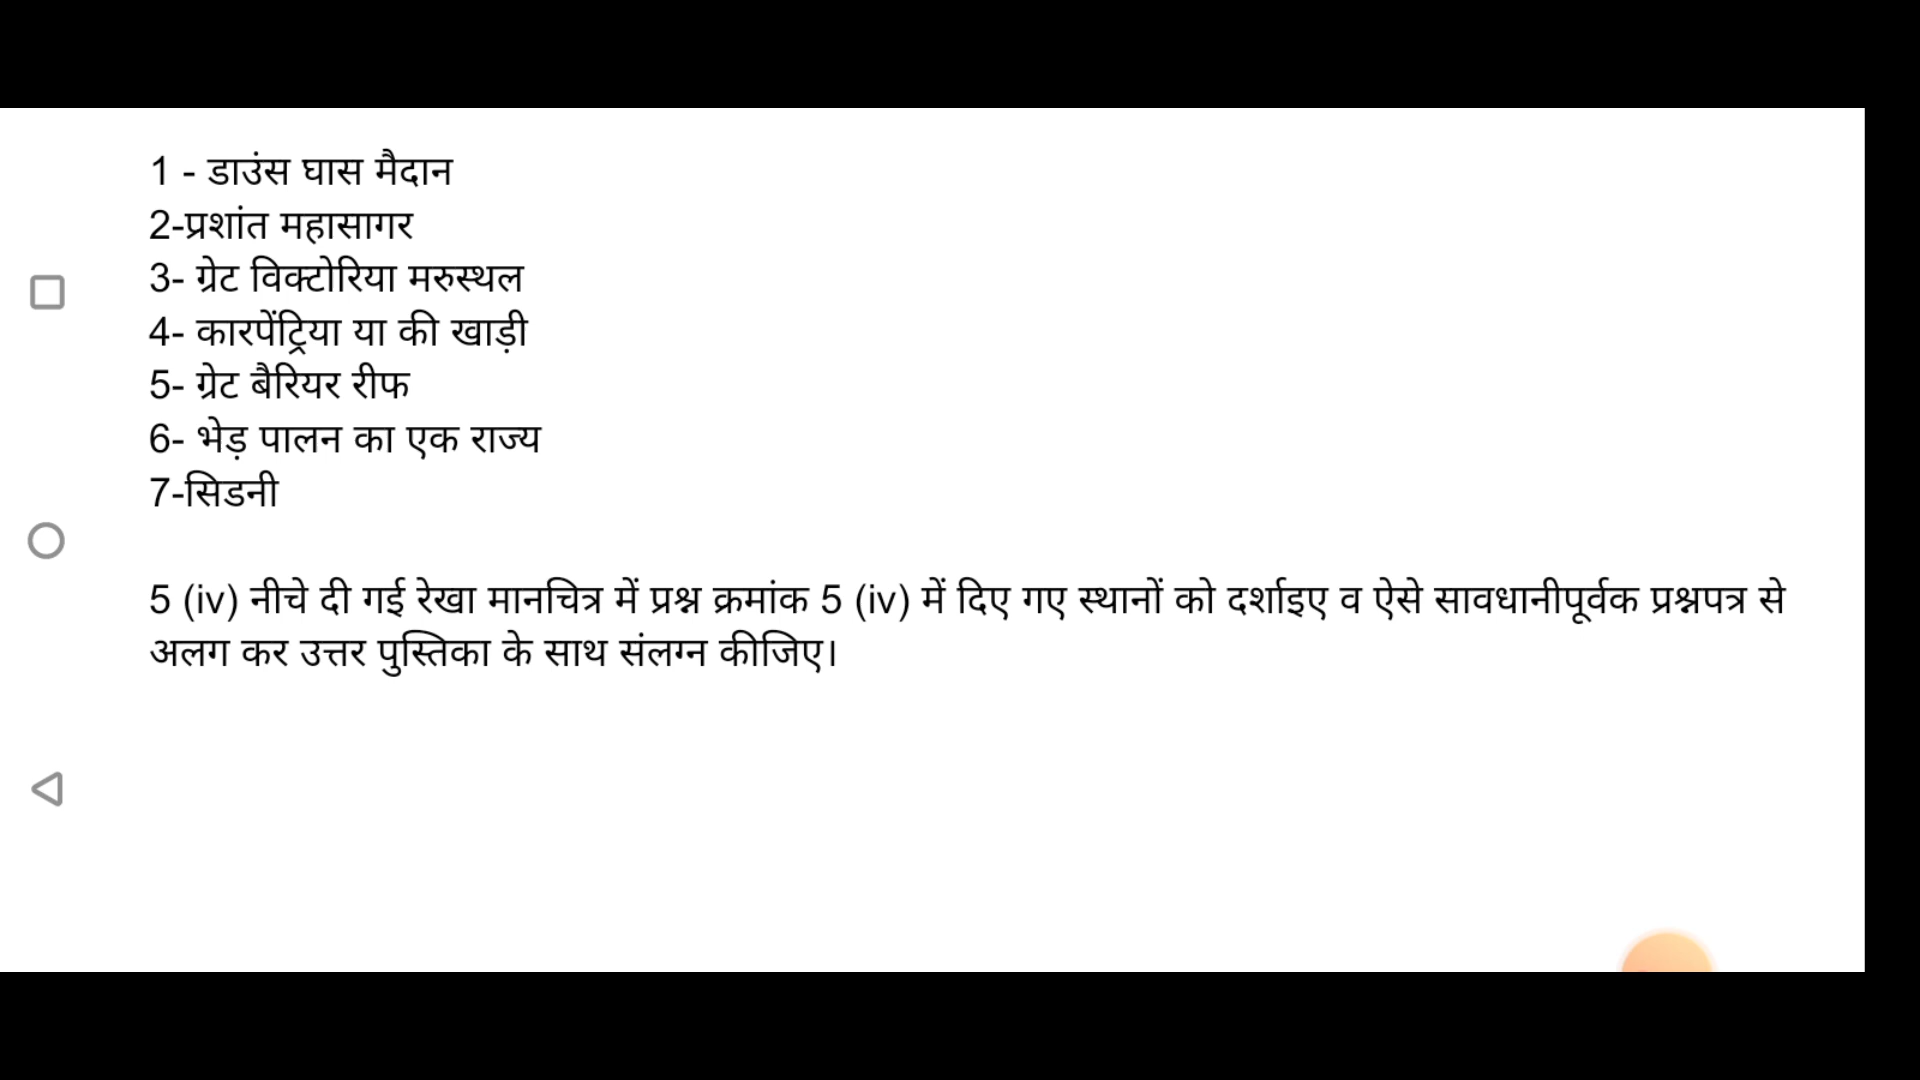 1 - डाउंस घास मैदान
2-प्रशांत महासागर
3- ग्रेट विक्टोरिया मरुस्थल
4- कारपेंट्रिया या की खाड़ी
5- ग्रेट बैरियर रीफ
6- भेड़ पालन का एक राज्य
7-सिडनी
5 (iv) नीचे दी गई रेखा मानचित्र में प्रश्न क्रमांक 5 (iv) में दिए गए स्थानों को दर्शाइए व ऐसे सावधानीपूर्वक प्रश्नपत्र से
अलग कर उत्तर पुस्तिका के साथ संलग्न कीजिए।